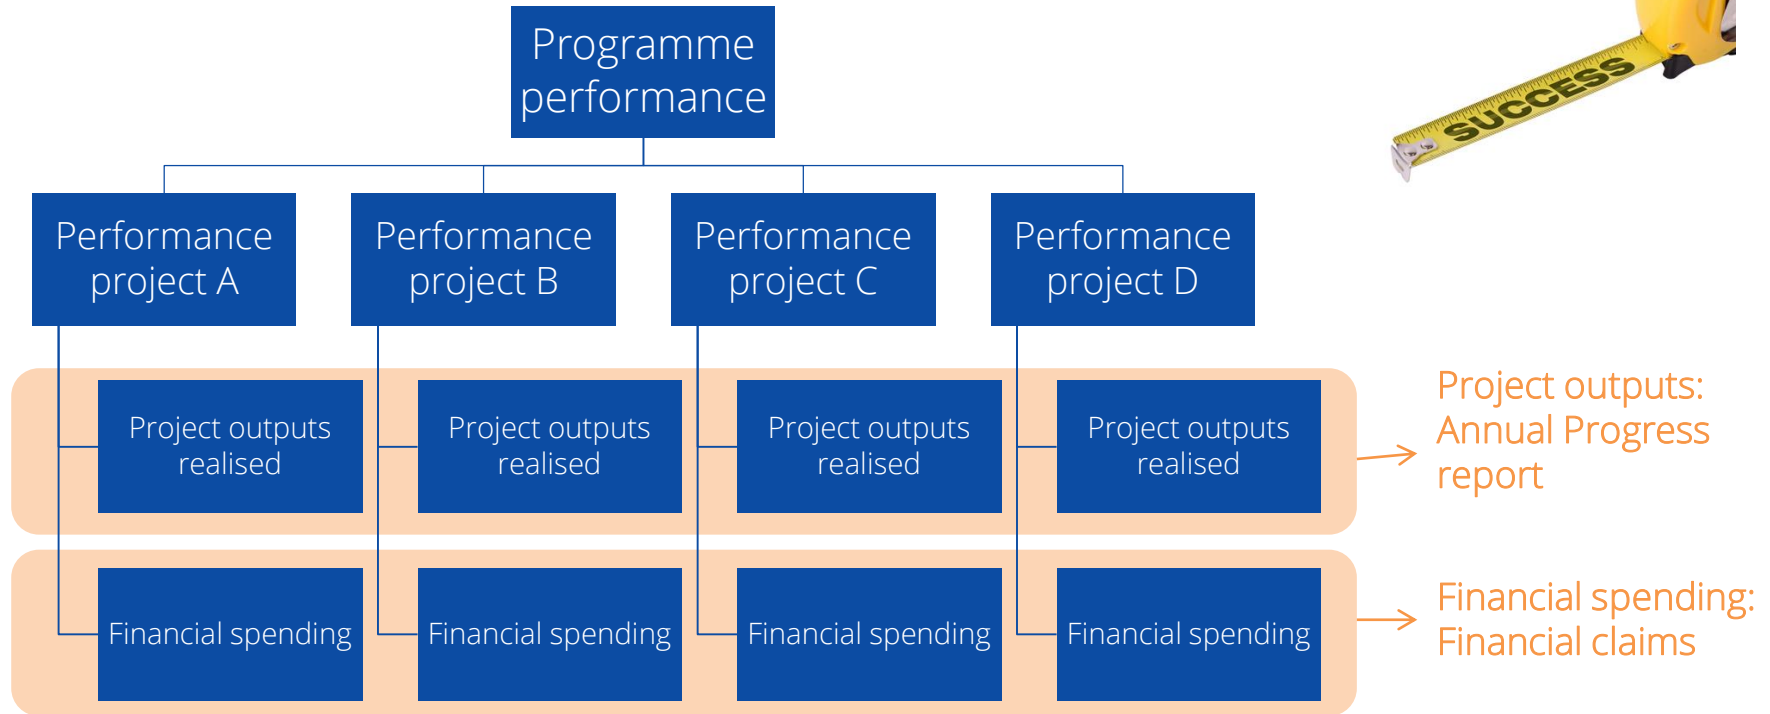 Programme
performance
SUCCESS
Performance
project A
Performance
project B
Performance
project C
Performance
project D
Project outputs
realised
Project outputs
realised
Project outputs
realised
Project outputs
realised
Project outputs:
Annual Progress
report
Financial spending
Financial spending
Financial spending
Financial spending
Financial spending:
Financial claims